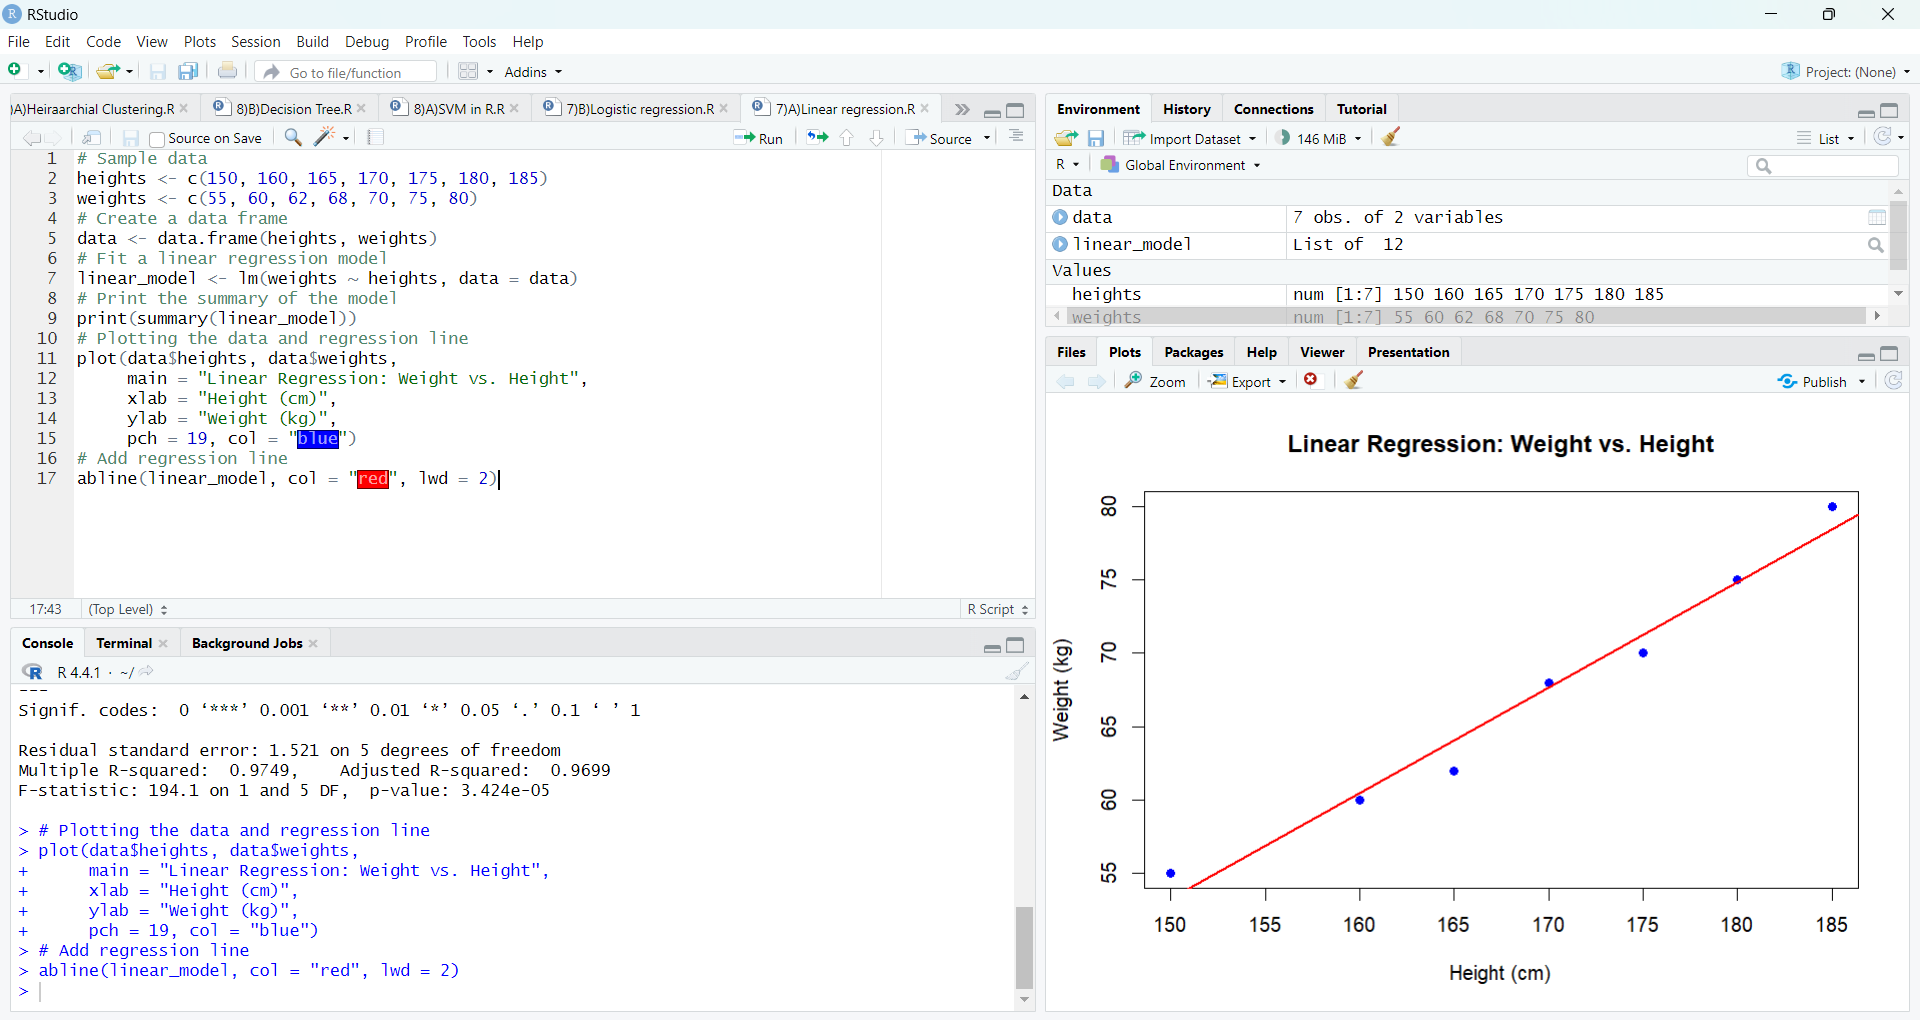 RStudio
File Edit Code View Plots Session Build Debug Profile Tools Help
Go to file/function Addins Project: (None)
)A)Heiraarchial Clustering.R 8)B)Decision Tree.R 8)A)SVM in R.R 7)B)Logistic regression.R 7)A)Linear regression.R
Source on Save Run Source
1 # Sample data
2 heights <- c(150, 160, 165, 170, 175, 180, 185)
3 weights <- c(55, 60, 62, 68, 70, 75, 80)
4 # Create a data frame
5 data <- data.frame(heights, weights)
6 # Fit a linear regression model
7 linear_model <- lm(weights ~ heights, data = data)
8 # Print the summary of the model
9 print(summary(linear_model))
10 # Plotting the data and regression line
11 plot(data$heights, data$weights,
12 main = "Linear Regression: Weight vs. Height",
13 xlab = "Height (cm)",
14 ylab = "Weight (kg)",
15 pch = 19, col = "blue")
16 # Add regression line
17 abline(linear_model, col = "red", lwd = 2)
17:43 (Top Level) R Script
Console Terminal Background Jobs
R 4.4.1 · ~/
---
Signif. codes:  0 ‘***’ 0.001 ‘**’ 0.01 ‘*’ 0.05 ‘.’ 0.1 ‘ ’ 1
Residual standard error: 1.521 on 5 degrees of freedom
Multiple R-squared:  0.9749,	Adjusted R-squared:  0.9699
F-statistic: 194.1 on 1 and 5 DF,  p-value: 3.424e-05
> # Plotting the data and regression line
> plot(data$heights, data$weights,
+ main = "Linear Regression: Weight vs. Height",
+ xlab = "Height (cm)",
+ ylab = "Weight (kg)",
+ pch = 19, col = "blue")
> # Add regression line
> abline(linear_model, col = "red", lwd = 2)
>
Environment History Connections Tutorial
Import Dataset 146 MiB List
R Global Environment
Data
data 7 obs. of 2 variables
linear_model List of 12
Values
heights num [1:7] 150 160 165 170 175 180 185
weights num [1:7] 55 60 62 68 70 75 80
Files Plots Packages Help Viewer Presentation
Zoom Export Publish
Linear Regression: Weight vs. Height
80
75
70
65
60
55
Weight (kg)
150 155 160 165 170 175 180 185
Height (cm)